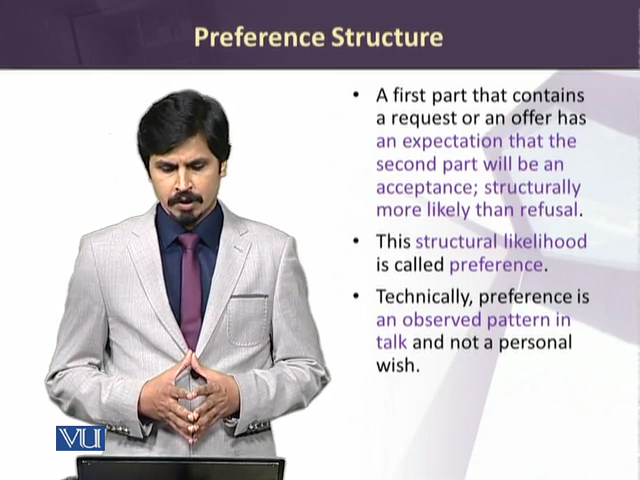 Preference Structure
• A first part that contains
a request or an offer has
an expectation that the
second part will be an
acceptance; structurally
more likely than refusal.
• This structural likelihood
is called preference.
• Technically, preference is
an observed pattern in
talk and not a personal
wish.
VU